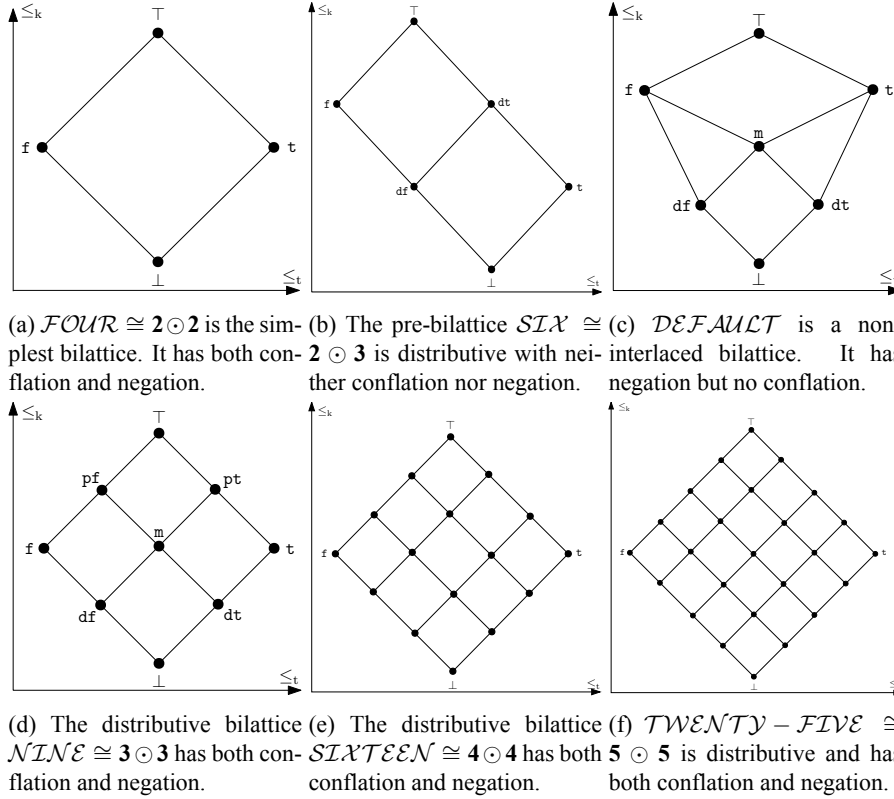 ≤k
⊤
f
t
⊥
≤t
≤k
⊤
f
dt
df
t
⊥
≤t
≤k
⊤
f
t
m
df
dt
⊥
≤
(a) FOUR ≅ 2 ⊙ 2 is the sim-
plest bilattice. It has both con-
flation and negation.
(b) The pre-bilattice SIX ≅
2 ⊙ 3 is distributive with nei-
ther conflation nor negation.
(c) DEFAULT is a non
interlaced bilattice. It has
negation but no conflation.
≤k
⊤
pf
pt
f
m
t
df
dt
⊥
≤t
≤k
⊤
f
t
⊥
≤t
≤k
⊤
f
t
⊥
≤
(d) The distributive bilattice
NINE ≅ 3 ⊙ 3 has both con-
flation and negation.
(e) The distributive bilattice
SIXTEEN ≅ 4 ⊙ 4 has both
conflation and negation.
(f) TWENTY − FIVE ≅
5 ⊙ 5 is distributive and has
both conflation and negation.